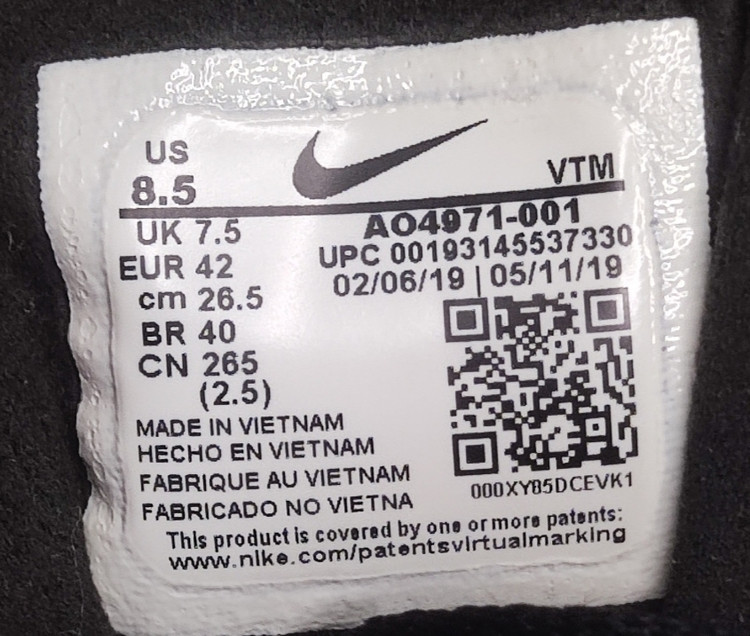 US
8.5
VTM
UK 7.5
EUR 42
cm 26.5
BR 40
CN 265
(2.5)
AO4971-001
UPC 00193145537330
02/06/19 | 05/11/19
000XY85DCEVK1
MADE IN VIETNAM
HECHO EN VIETNAM
FABRIQUE AU VIETNAM
FABRICADO NO VIETNA
This product is covered by one or more patents:
www.nike.com/patentsvirtualmarking